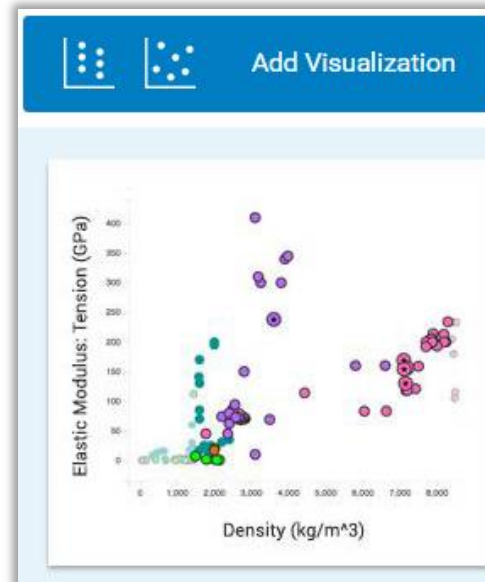 Add Visualization
Elastic Modulus: Tension (GPa)
400
350
300
250
200
150
100
50
0
0 1,000 2,000 3,000 4,000 5,000 6,000 7,000 8,000
Density (kg/m^3)